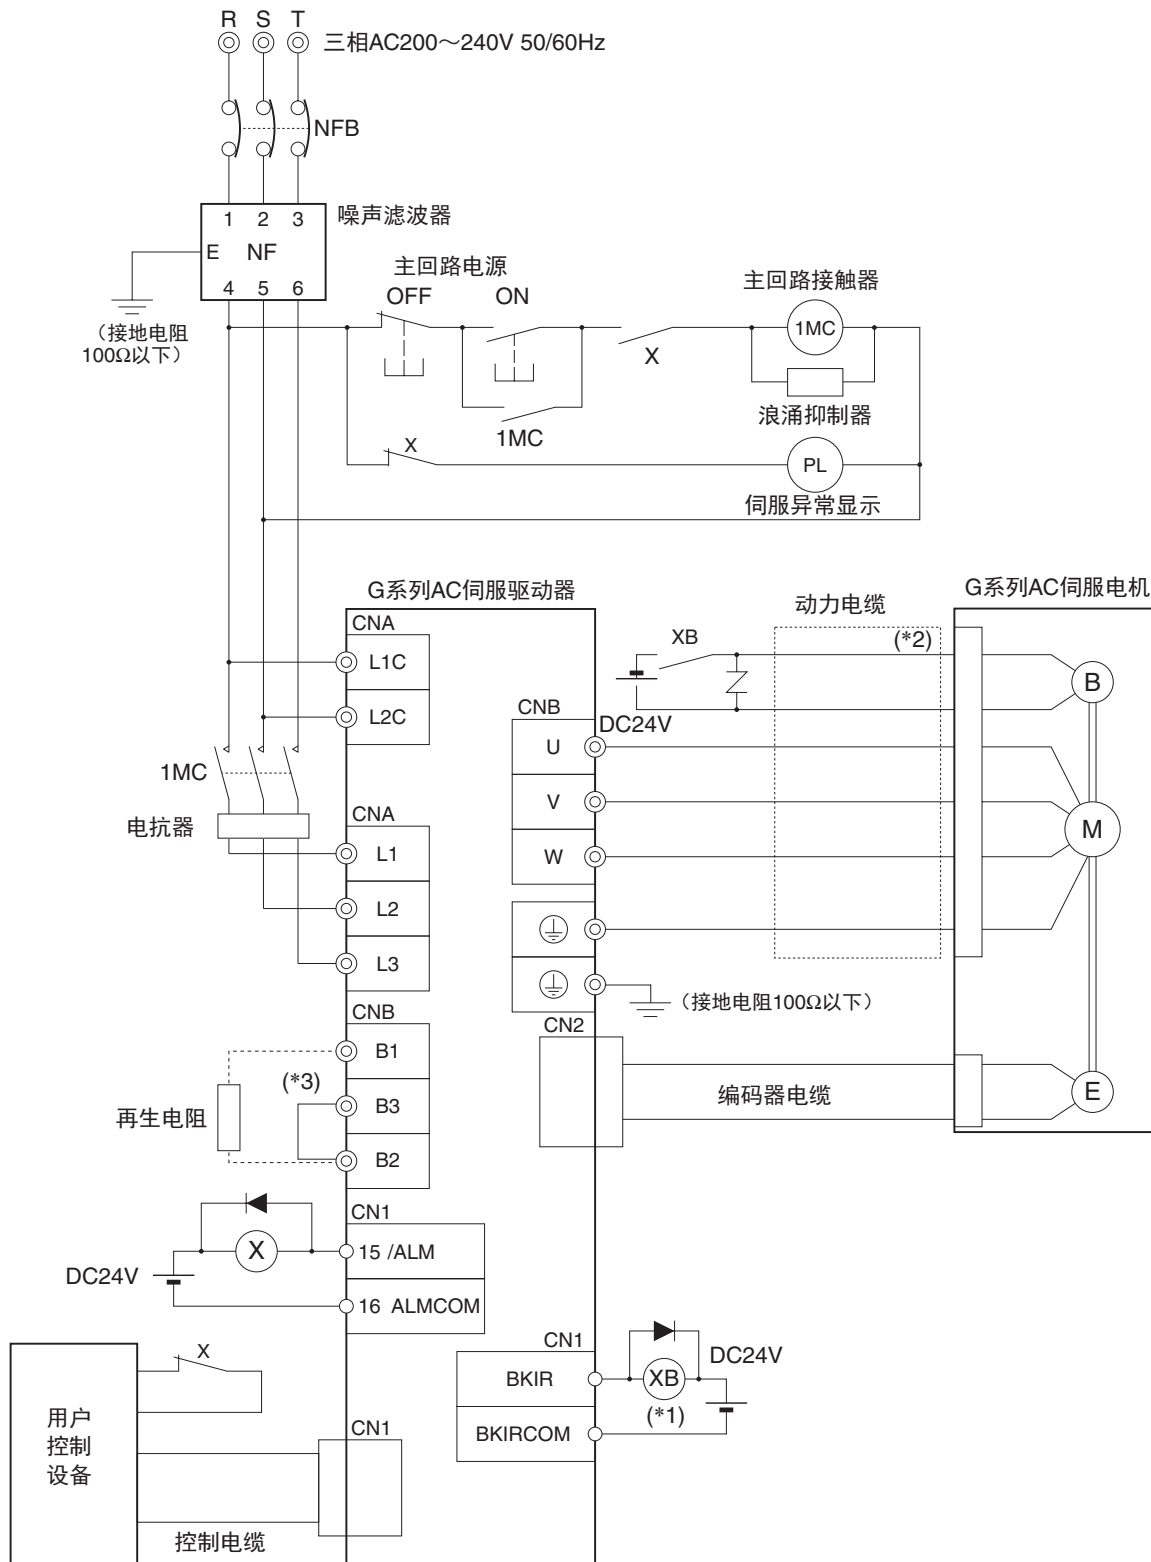 R S T
三相AC200～240V 50/60Hz
NFB
1 2 3
噪声滤波器
E NF
4 5 6
（接地电阻
100Ω以下）
主回路电源
OFF ON
主回路接触器
1MC
X
浪涌抑制器
1MC
X
PL
伺服异常显示
G系列AC伺服驱动器
G系列AC伺服电机
CNA
L1C
L2C
动力电缆
XB
(*2)
B
DC24V
CNB
U
V
W
M
1MC
电抗器
CNA
L1
L2
L3
（接地电阻100Ω以下）
CNB
B1
(*3)
B3
再生电阻
B2
CN2
编码器电缆
E
CN1
X
15 /ALM
DC24V
16 ALMCOM
CN1
DC24V
BKIR
XB
(*1)
BKIRCOM
X
用户
控制
设备
CN1
控制电缆